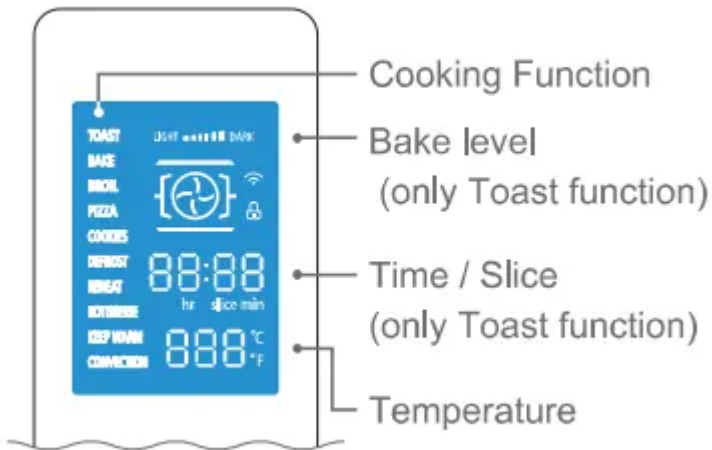 Cooking Function
TOAST
LIGHT DARK
Bake level
(only Toast function)
BAKE
BROIL
PIZZA
COOKIES
DEFROST
REHEAT
88:88
Time / Slice
hr slice min
(only Toast function)
KEEP WARM
888 °C
°F
CONVECTION
Temperature